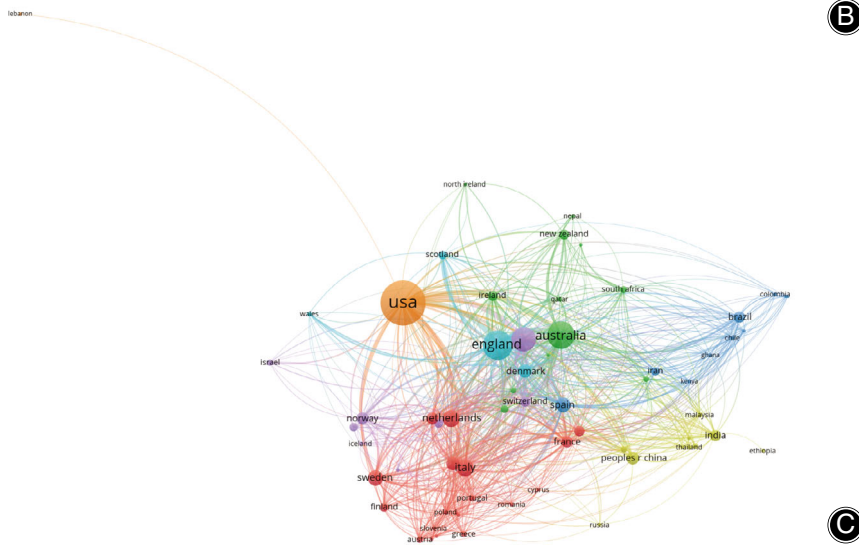 lebanon
B
north ireland
nepal
new zealand
scotland
south africa
colombia
ireland
qatar
usa
wales
brazil
australia
chile
england
ghana
israel
denmark
iran
kenya
switzerland
spain
malaysia
norway
netherlands
india
iceland
france
thailand
ethiopia
peoples r china
italy
sweden
cyprus
portugal
romania
finland
poland
russia
C
slovenia
greece
austria